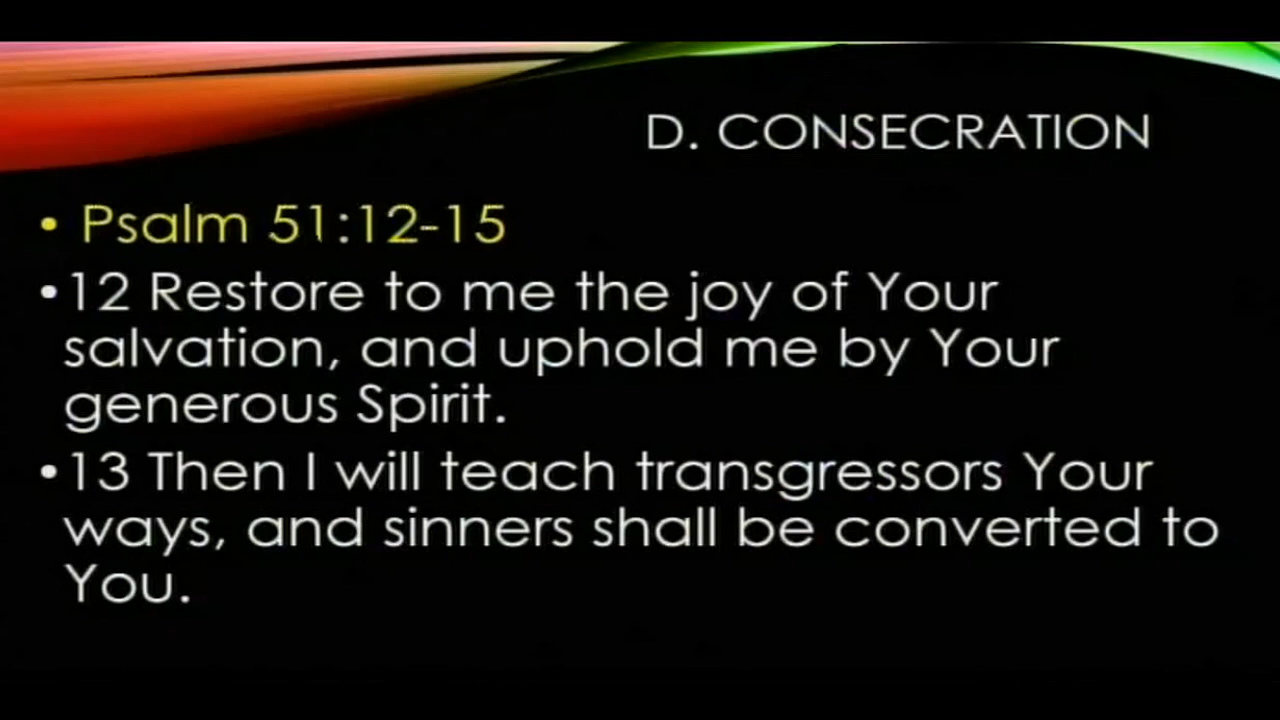 D. CONSECRATION
• Psalm 51:12-15
•12 Restore to me the joy of Your
salvation, and uphold me by Your
generous Spirit.
•13 Then I will teach transgressors Your
ways, and sinners shall be converted to
You.